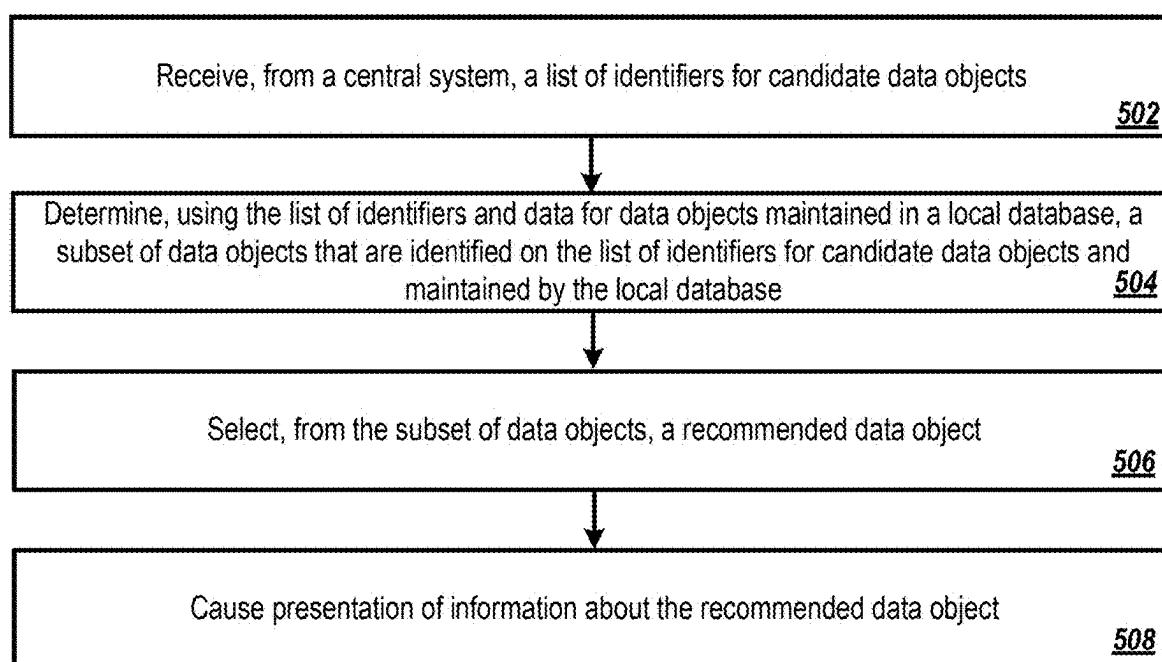 Receive, from a central system, a list of identifiers for candidate data objects
502
Determine, using the list of identifiers and data for data objects maintained in a local database, a
subset of data objects that are identified on the list of identifiers for candidate data objects and
maintained by the local database
504
Select, from the subset of data objects, a recommended data object
506
Cause presentation of information about the recommended data object
508